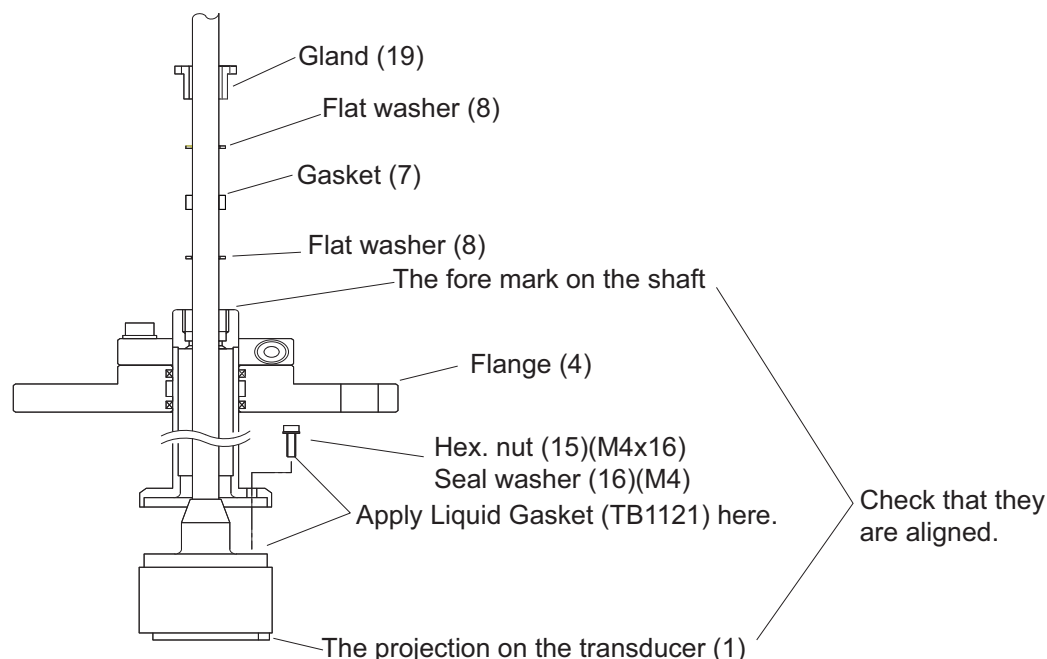 Gland (19)
Flat washer (8)
Gasket (7)
Flat washer (8)
The fore mark on the shaft
Flange (4)
Hex. nut (15)(M4x16)
Seal washer (16)(M4)
Apply Liquid Gasket (TB1121) here.
Check that they
are aligned.
The projection on the transducer (1)